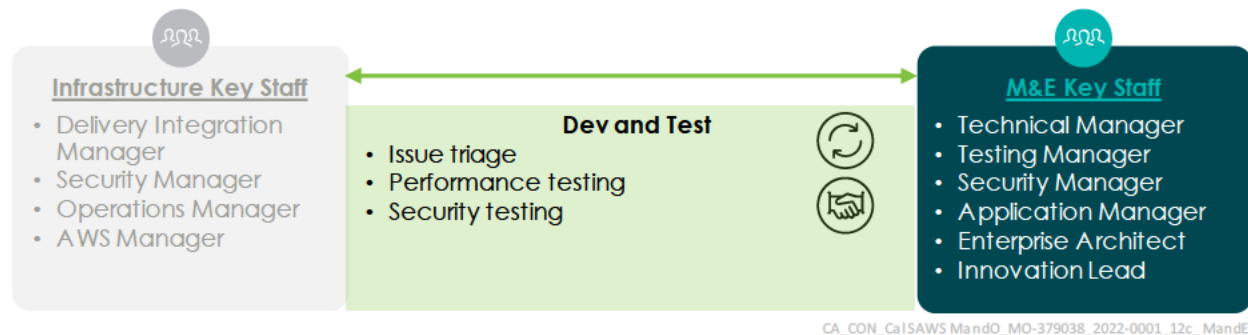 Infrastructure Key Staff
• Delivery Integration
Manager
• Security Manager
• Operations Manager
• AWS Manager
Dev and Test
• Issue triage
• Performance testing
• Security testing
M&E Key Staff
• Technical Manager
• Testing Manager
• Security Manager
• Application Manager
• Enterprise Architect
• Innovation Lead
CA_CON_CalSAWS MandO_MO-379038_2022-0001_12c_MandE